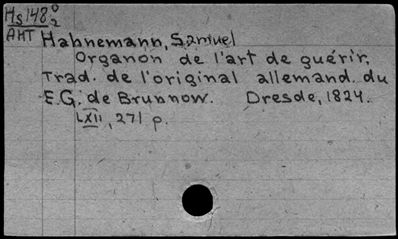 Hs 148 o/2
AHT Hahnemann, Samuel
Organon de l'art de guérir.
Trad. de l'original allemand. du
E.G. de Brunnow. Dresde, 1824.
LXII, 271 p.